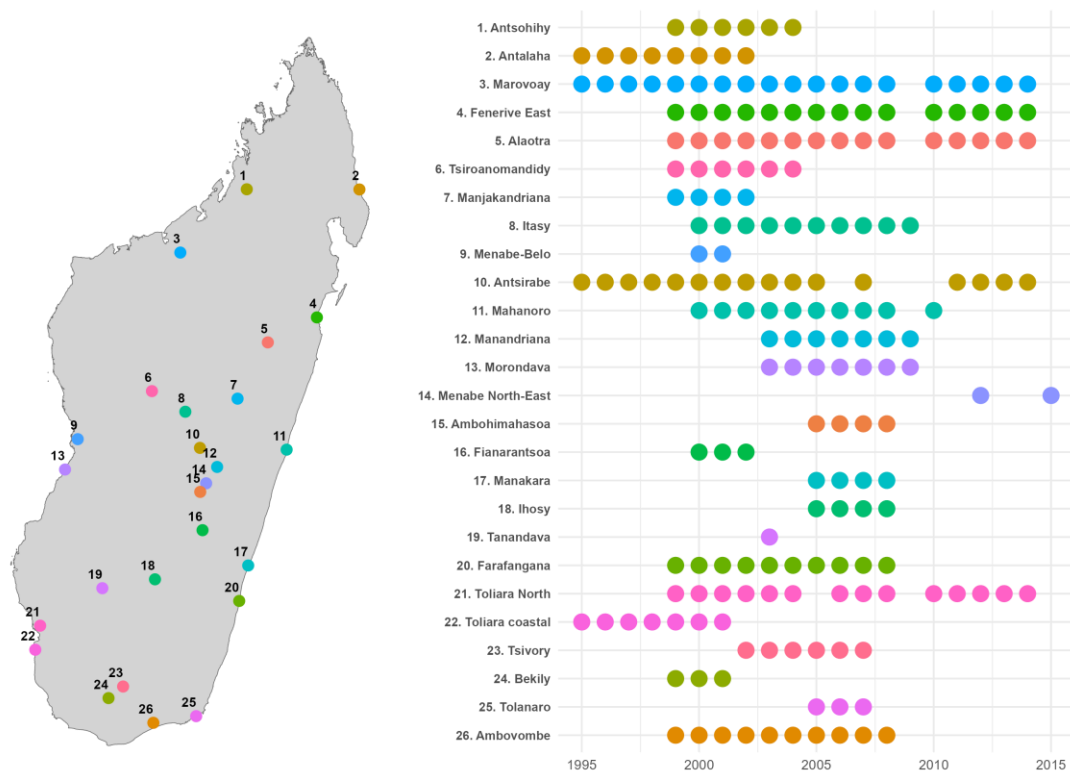 1
2
3
4
5
6
7
8
9
10
11
12
13
14
15
16
17
18
19
20
21
22
23
24
25
26
1. Antsohihy
2. Antalaha
3. Marovoay
4. Fenerive East
5. Alaotra
6. Tsiroanomandidy
7. Manjakandriana
8. Itasy
9. Menabe-Belo
10. Antsirabe
11. Mahanoro
12. Manandriana
13. Morondava
14. Menabe North-East
15. Ambohimahasoa
16. Fianarantsoa
17. Manakara
18. Ihosy
19. Tanandava
20. Farafangana
21. Toliara North
22. Toliara coastal
23. Tsivory
24. Bekily
25. Tolanaro
26. Ambovombe
1995 2000 2005 2010 2015